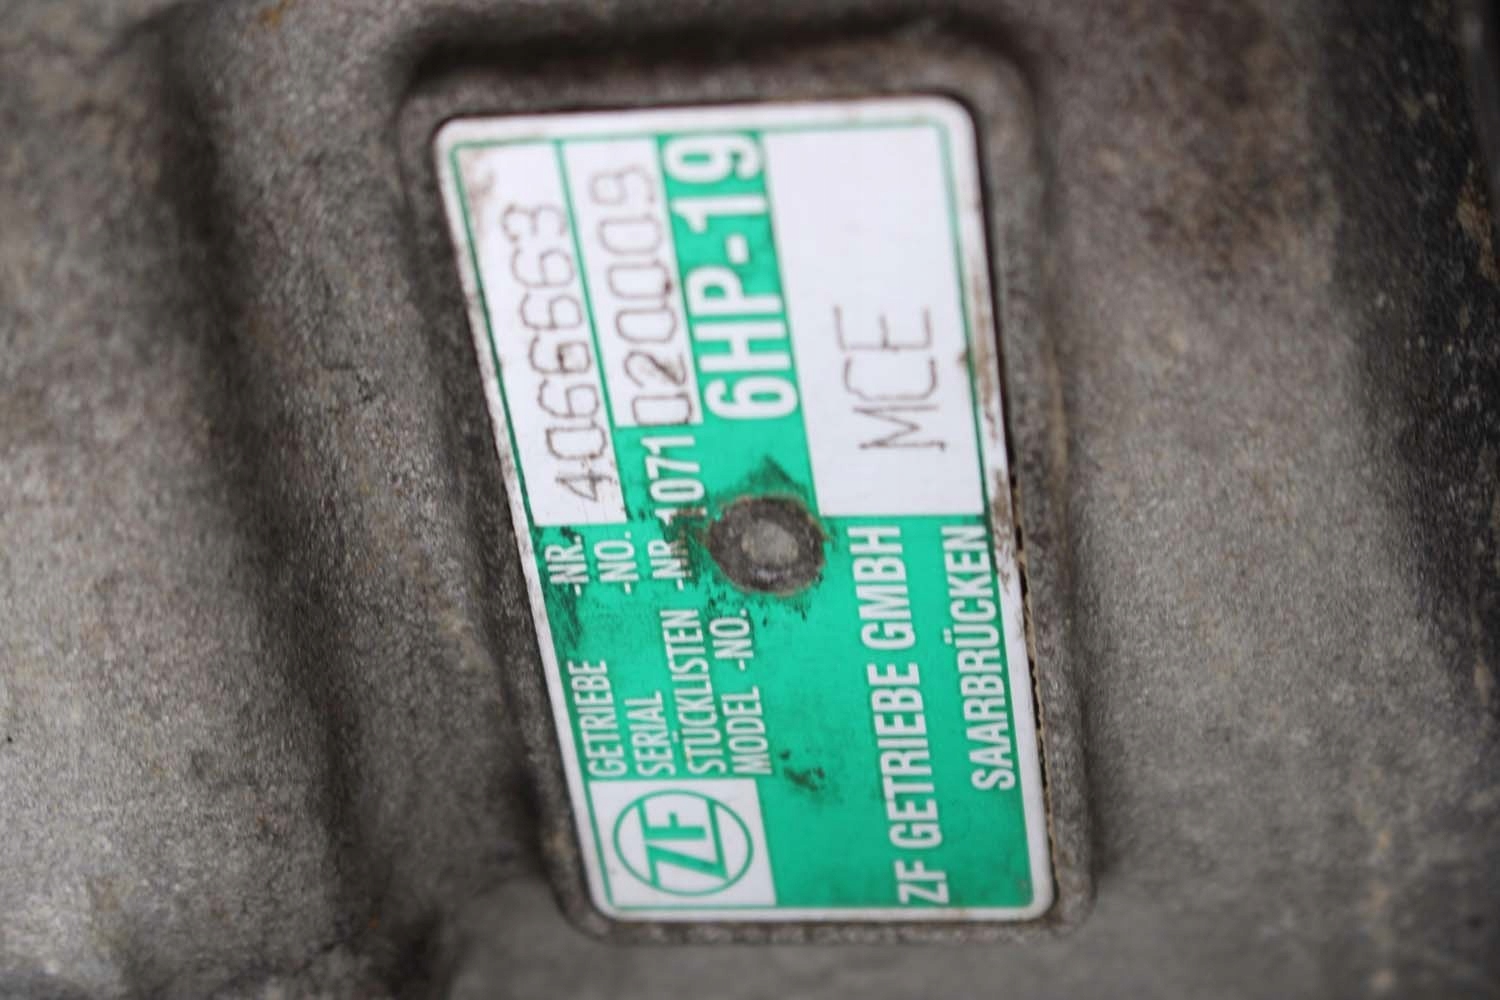 ZF
GETRIEBE -NR. 4066663
SERIAL -NO.
STÜCKLISTEN -NR 1071 020009
MODEL -NO. 6HP-19
MCE
ZF GETRIEBE GMBH
SAARBRÜCKEN